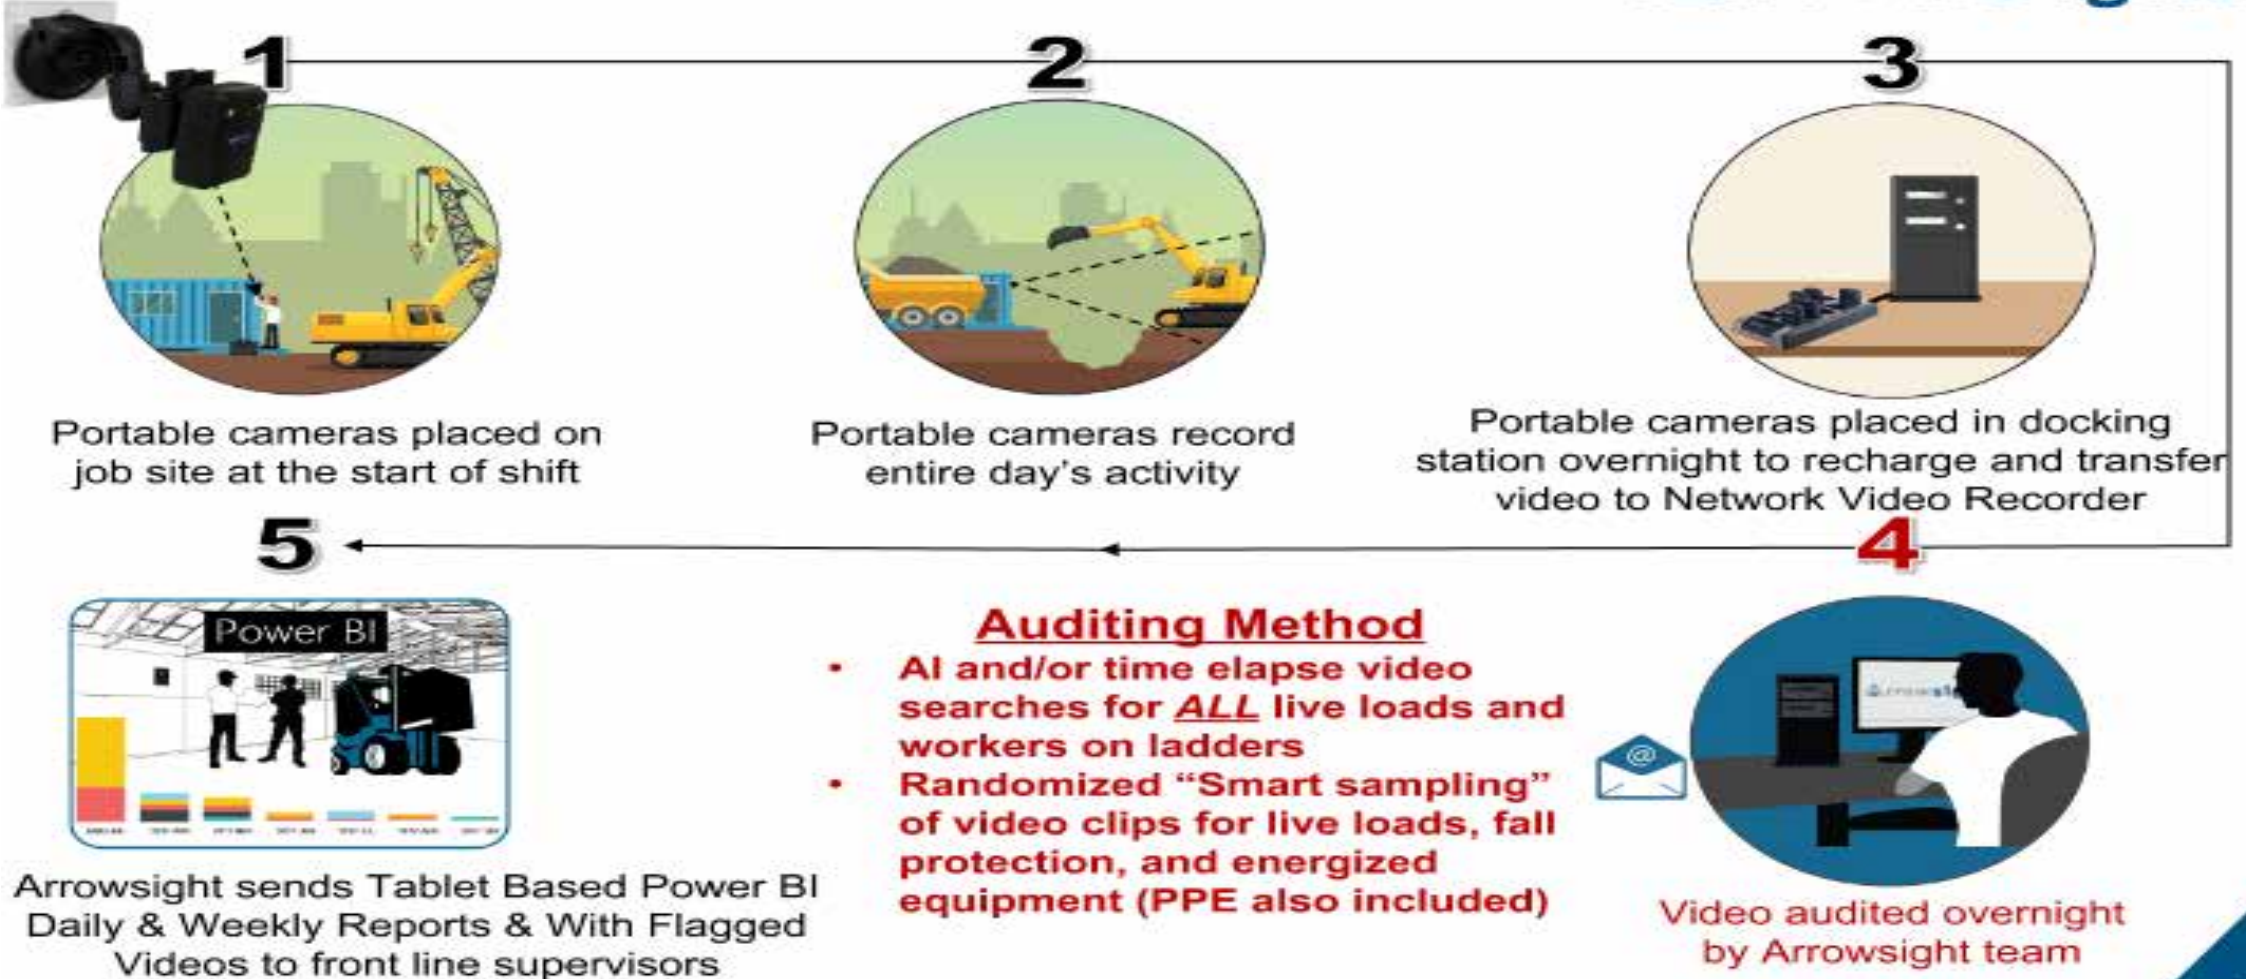 1
2
3
Portable cameras placed on
job site at the start of shift
Portable cameras record
entire day's activity
Portable cameras placed in docking
station overnight to recharge and transfer
video to Network Video Recorder
4
5
Power BI
Arrowsight sends Tablet Based Power BI
Daily & Weekly Reports & With Flagged
Videos to front line supervisors
Auditing Method
• AI and/or time elapse video
searches for ALL live loads and
workers on ladders
• Randomized “Smart sampling”
of video clips for live loads, fall
protection, and energized
equipment (PPE also included)
@
Video audited overnight
by Arrowsight team